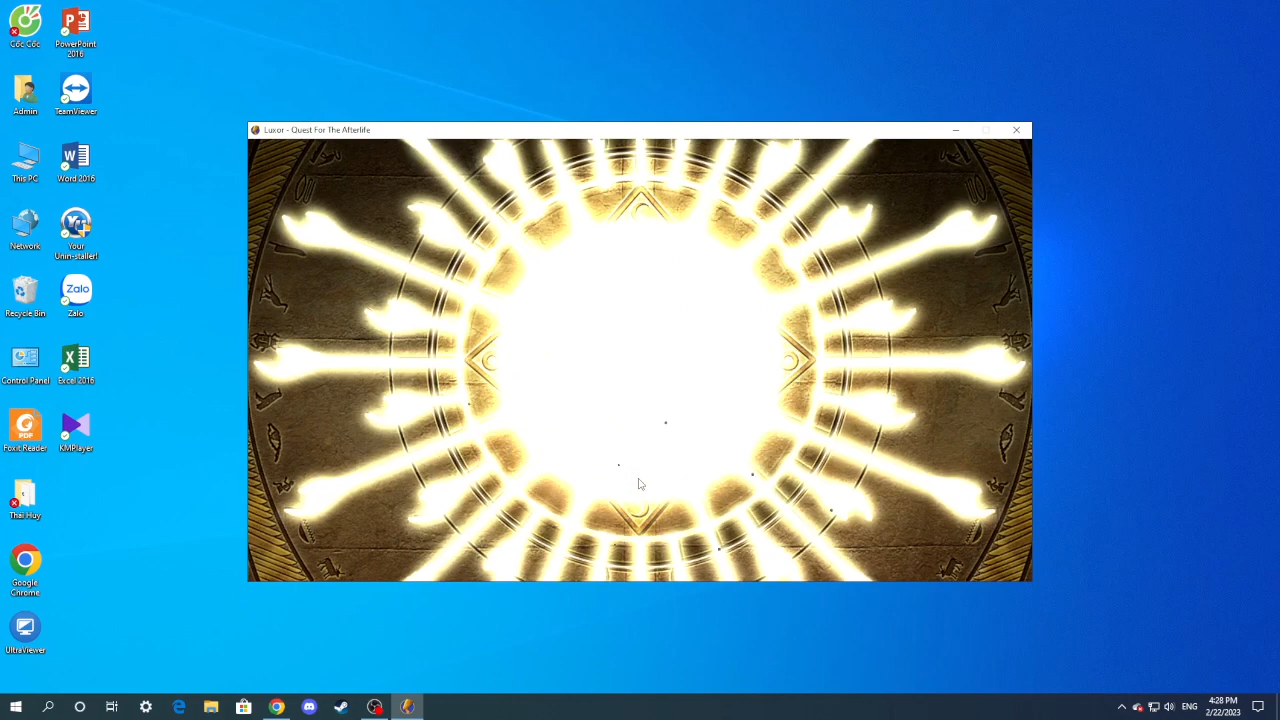 Cốc Cốc
PowerPoint
2016
Admin
TeamViewer
This PC
Word 2016
Network
Your
Unin-staller!
Recycle Bin
Zalo
Zalo
Control Panel
Excel 2016
Foxit Reader
PDF
KMPlayer
Thai Huy
Google
Chrome
UltraViewer
Luxor - Quest For The Afterlife
ENG
4:28 PM
2/22/2023